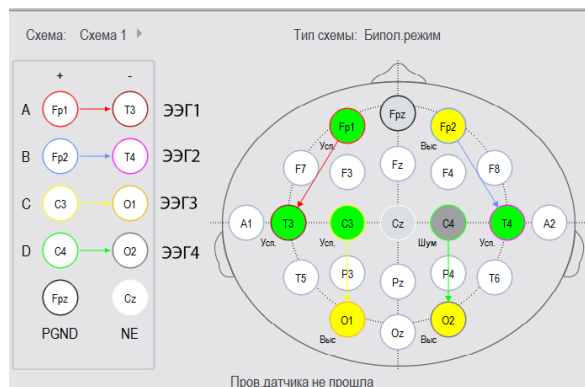 Схема: Схема 1
Тип схемы: Бипол.режим
+ -
A Fp1 T3 ЭЭГ1
B Fp2 T4 ЭЭГ2
C C3 O1 ЭЭГ3
D C4 O2 ЭЭГ4
Fpz Cz
PGND NE
Fpz
Fp1 Fp2
Усп. Выс
F7 F3 Fz F4 F8
A1 T3 C3 Cz C4 T4 A2
Усп. Усп. Шум Усп.
T5 P3 Pz P4 T6
O1 Oz O2
Выс Выс
Пров.датчика не прошла